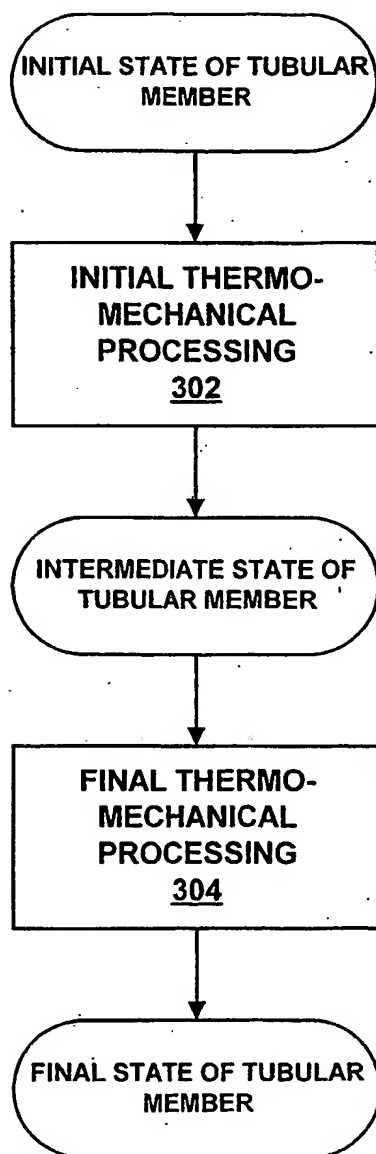 INITIAL STATE OF TUBULAR
MEMBER
INITIAL THERMO-
MECHANICAL
PROCESSING
302
INTERMEDIATE STATE OF
TUBULAR MEMBER
FINAL THERMO-
MECHANICAL
PROCESSING
304
FINAL STATE OF TUBULAR
MEMBER